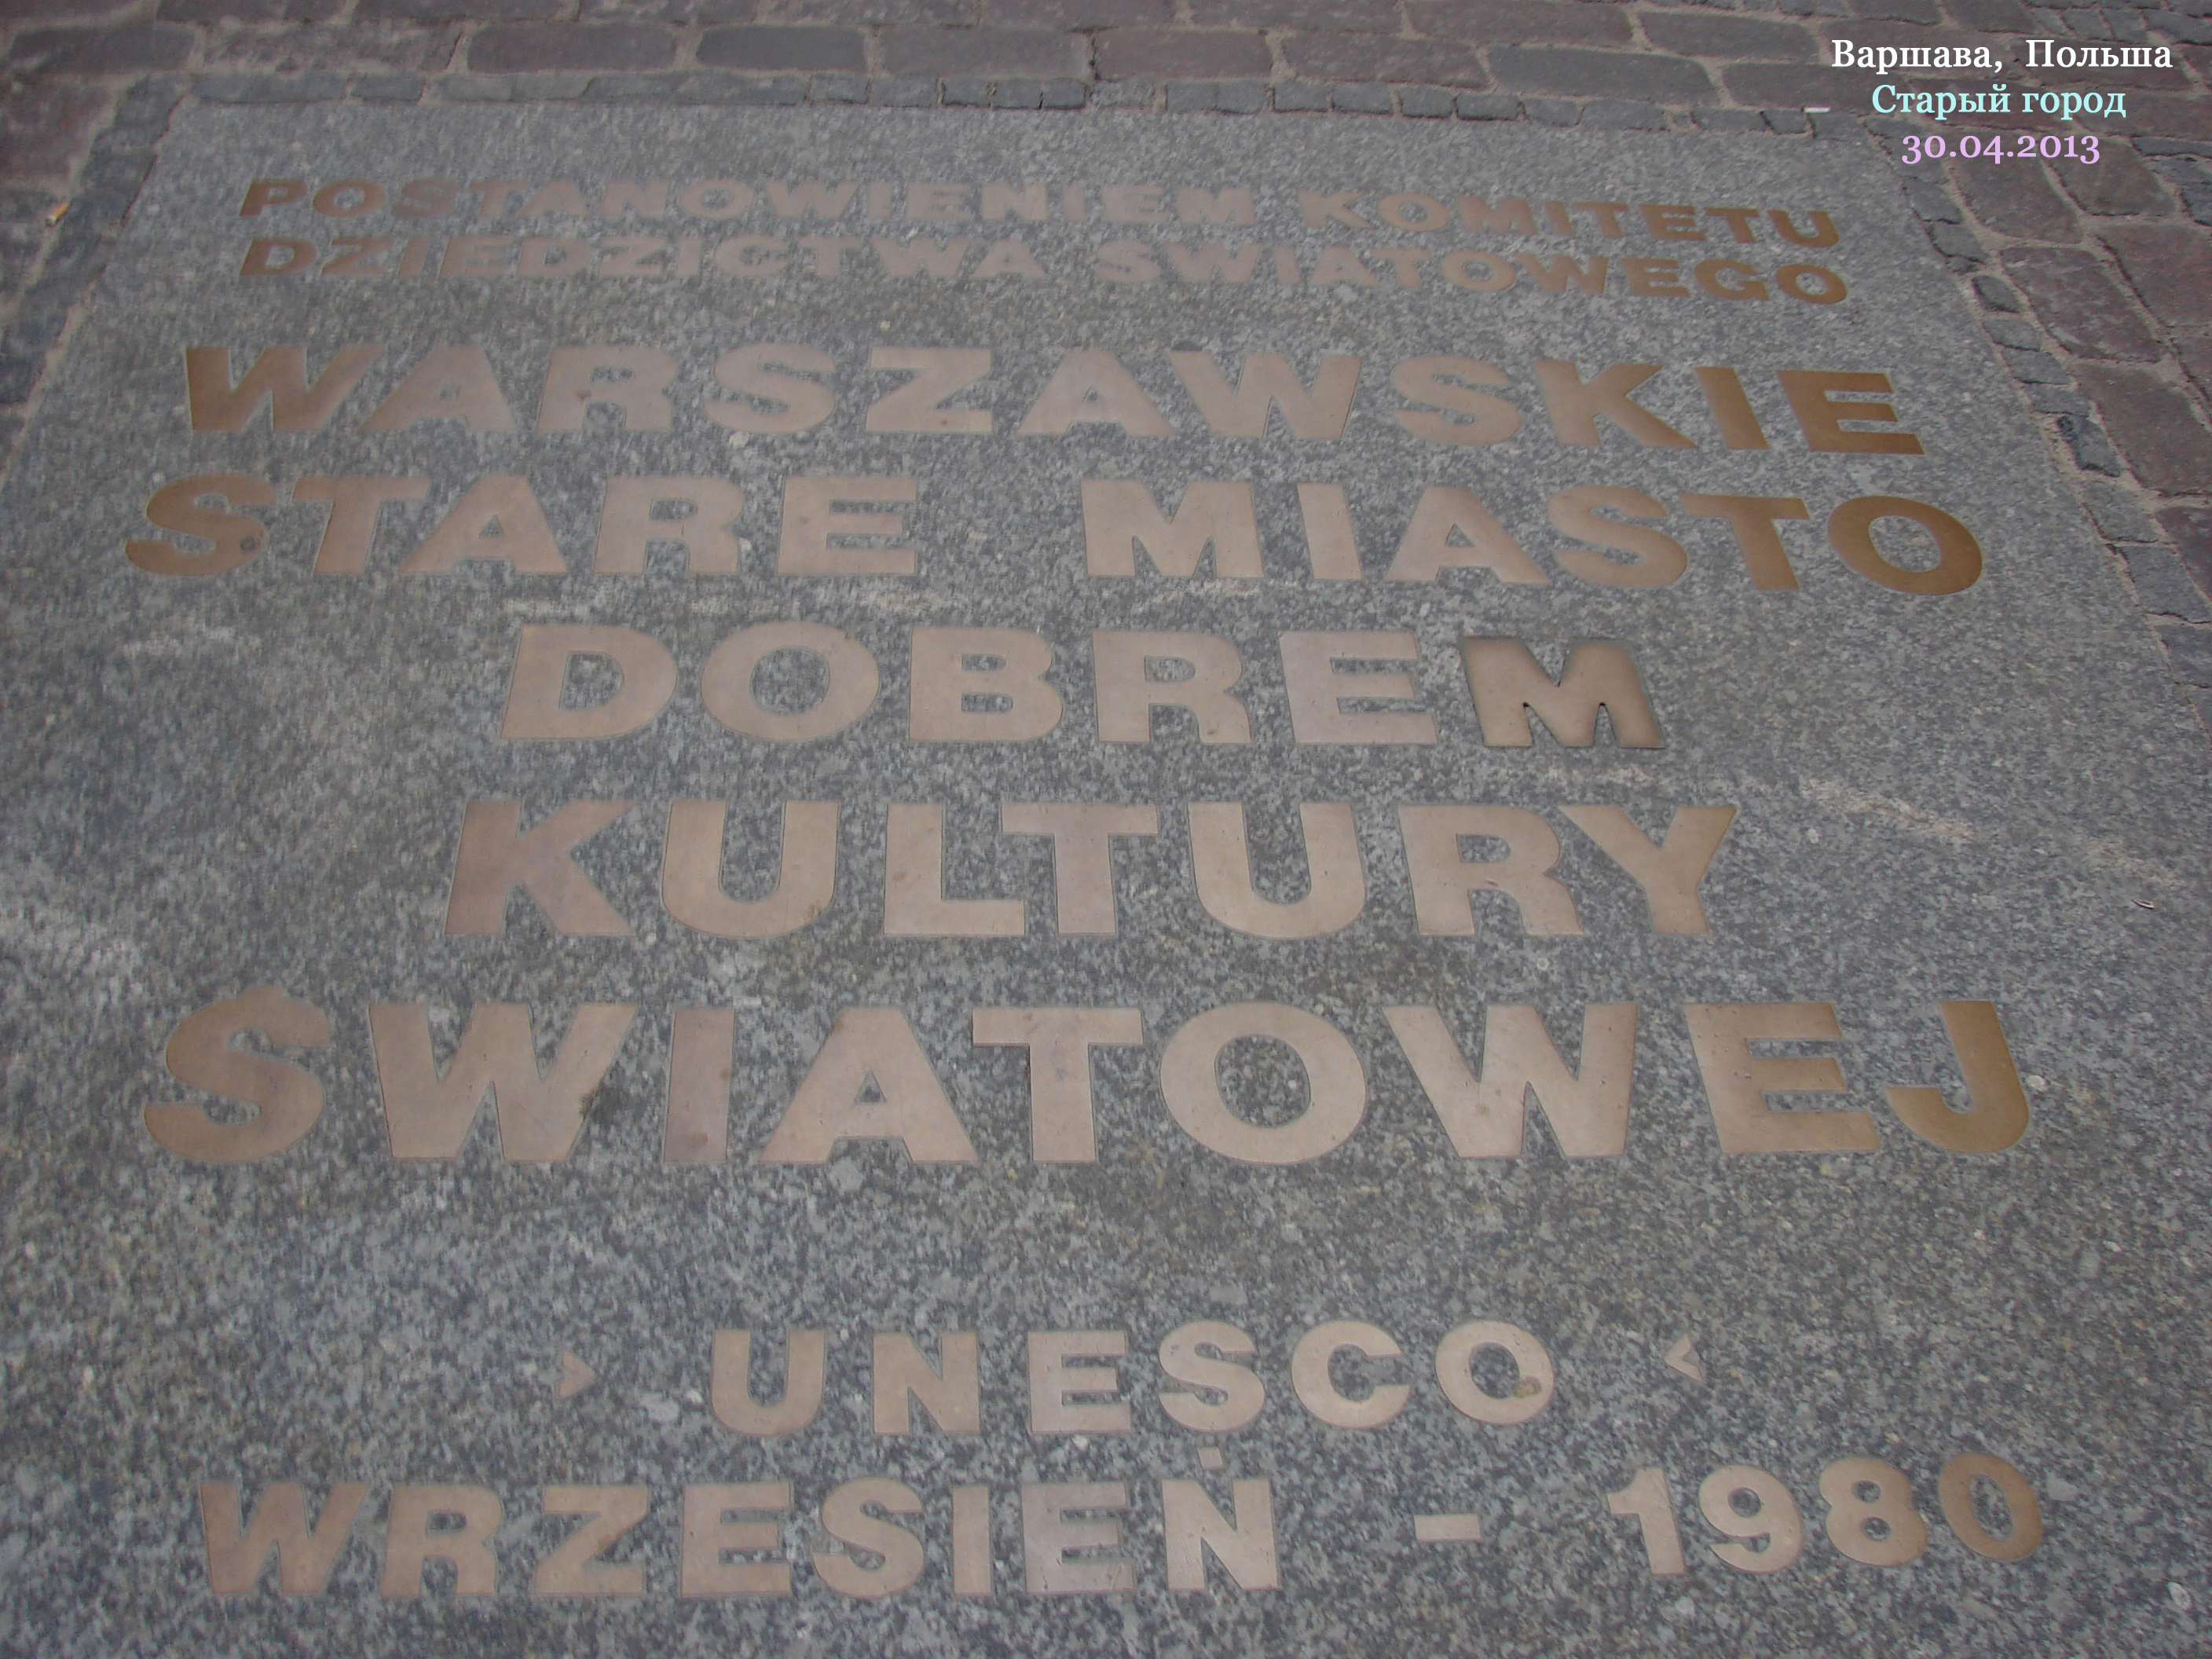 Варшава, Польша
Старый город
30.04.2013
POSTANOWIENIEM KOMITETU
DZIEDZICTWA ŚWIATOWEGO
WARSZAWSKIE
STARE MIASTO
DOBREM
KULTURY
ŚWIATOWEJ
› UNESCO ‹
WRZESIEŃ - 1980